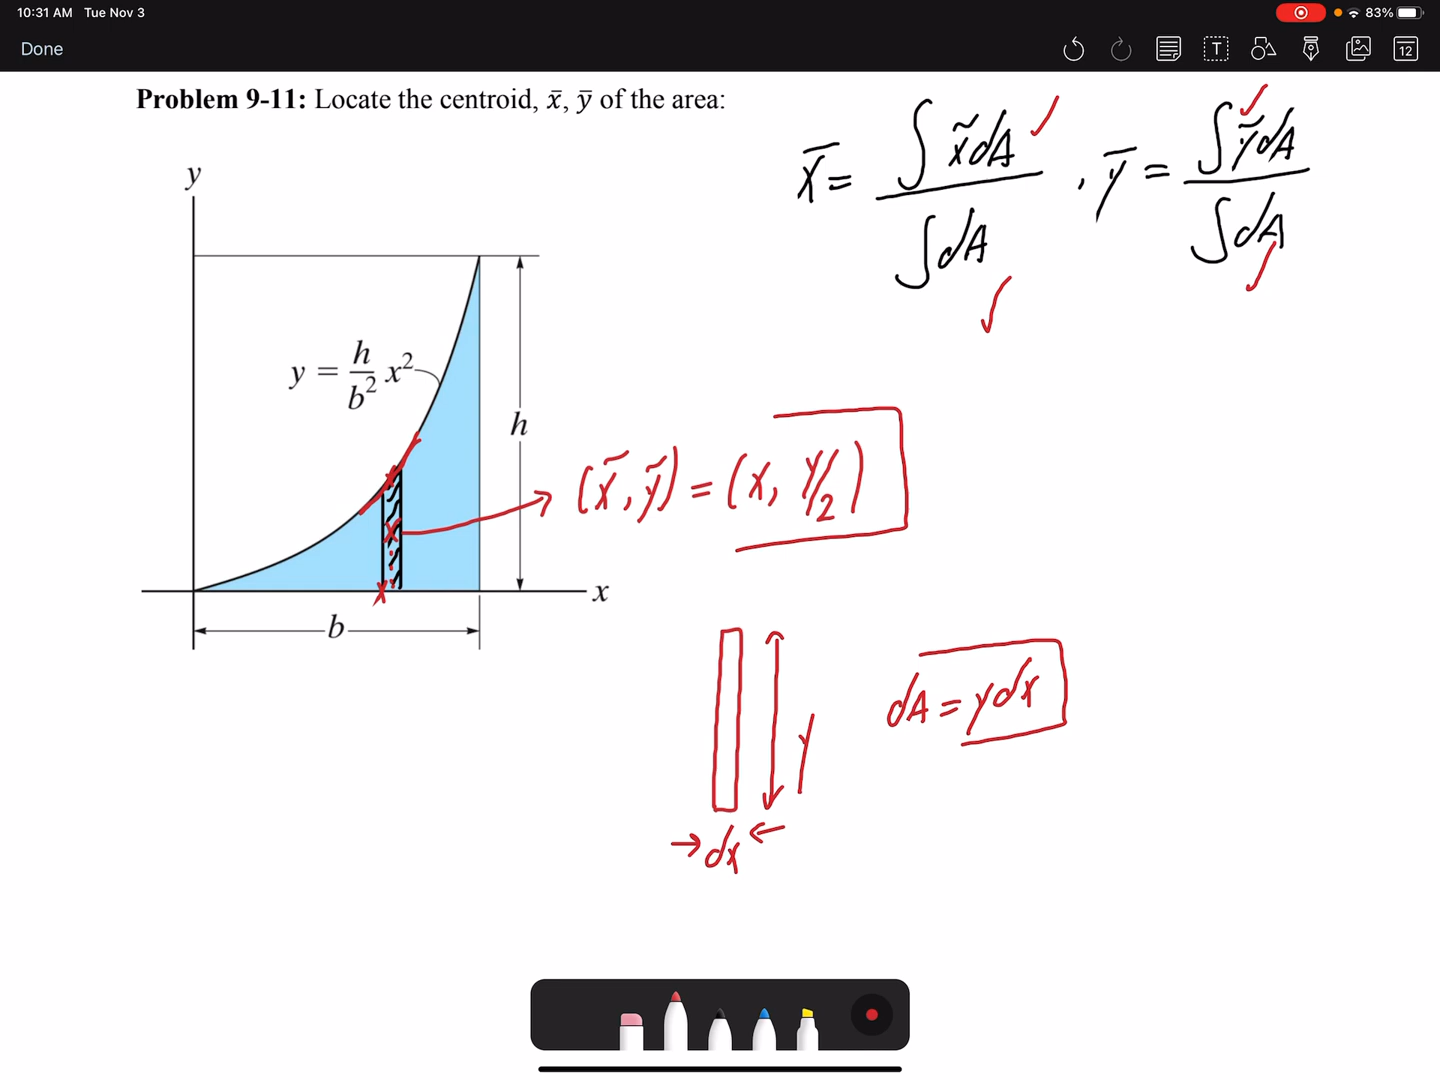 10:31 AM Tue Nov 3
83%
Done
T
12
Problem 9-11: Locate the centroid, x̄, ȳ of the area:
x̄ = ∫x̃dA / ∫dA , ȳ = ∫ỹdA / ∫dA
y
y = h/b² x²
h
(x̃, ỹ) = (x, y/2)
x
b
y
dA = ydx
dx